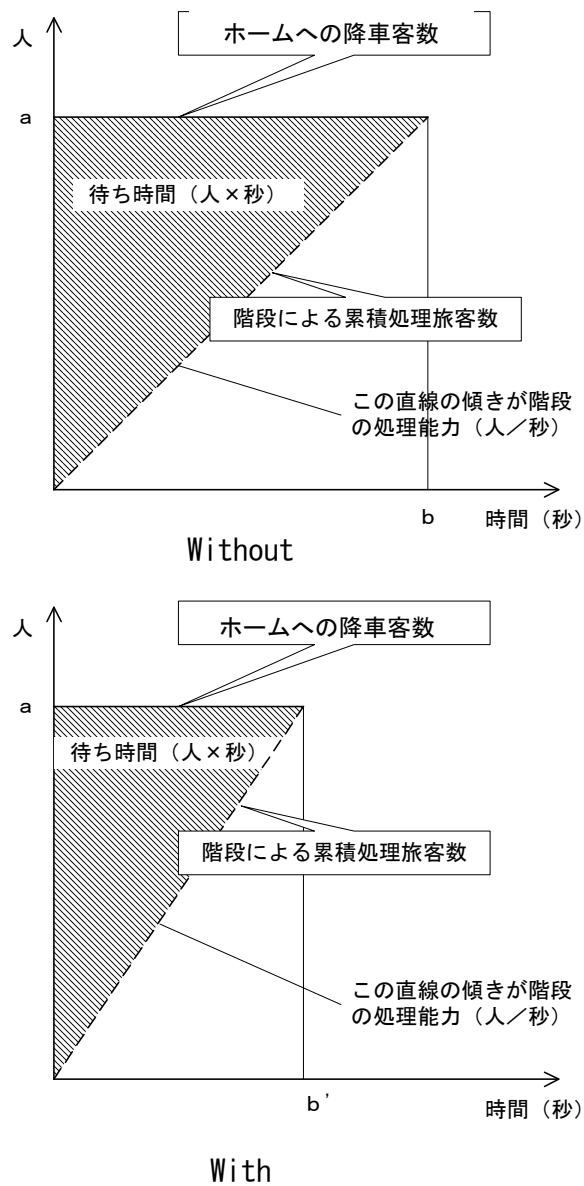 人
ホームへの降車客数
a
待ち時間（人×秒）
階段による累積処理旅客数
この直線の傾きが階段
の処理能力（人／秒）
b
時間（秒）
Without
人
ホームへの降車客数
a
待ち時間（人×秒）
階段による累積処理旅客数
この直線の傾きが階段
の処理能力（人／秒）
b'
時間（秒）
With